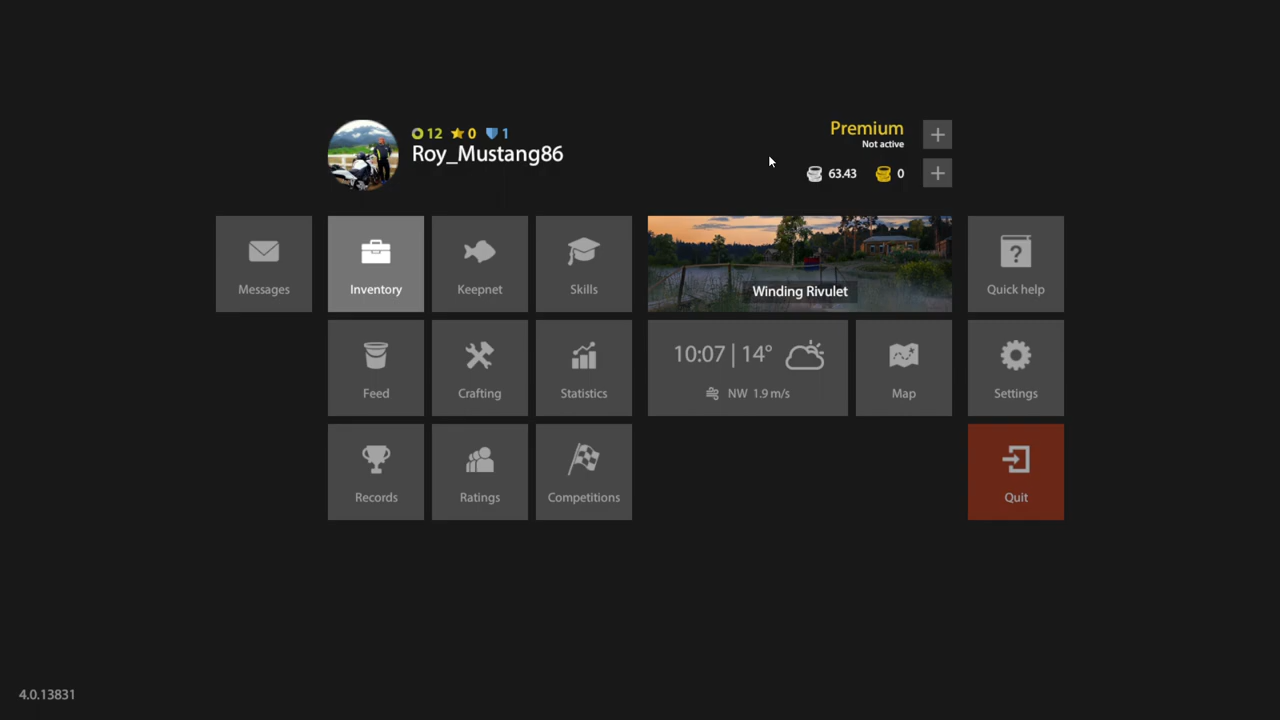 12 0 1
Roy_Mustang86
Premium
Not active
63.43 0
Messages
Inventory
Keepnet
Skills
Winding Rivulet
Quick help
Feed
Crafting
Statistics
10:07 | 14°
NW 1.9 m/s
Map
Settings
Records
Ratings
Competitions
Quit
4.0.13831